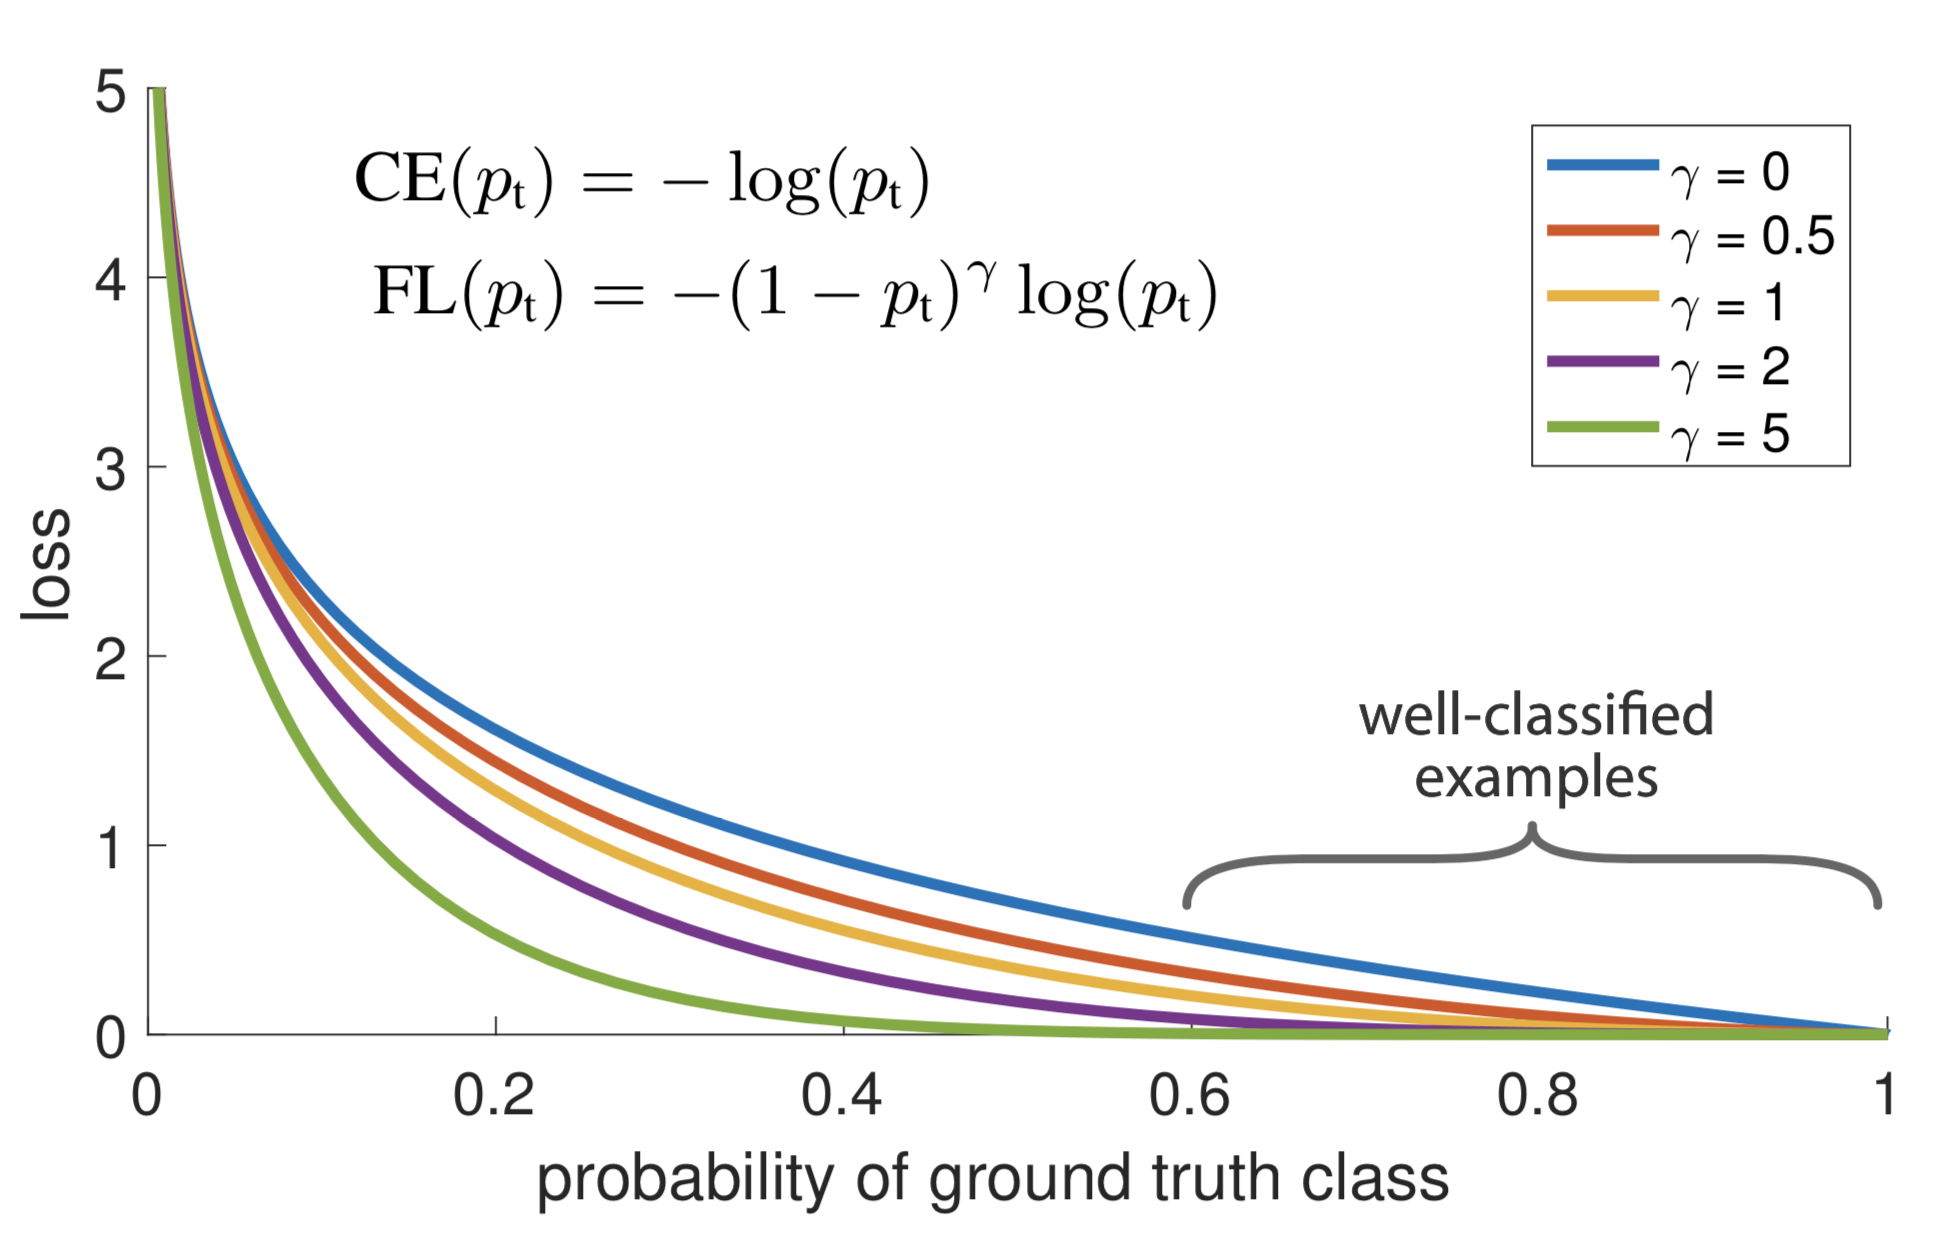 5
4
3
2
1
0
loss
CE(pₜ) = − log(pₜ)
FL(pₜ) = −(1 − pₜ)^γ log(pₜ)
γ = 0
γ = 0.5
γ = 1
γ = 2
γ = 5
well-classified
examples
0 0.2 0.4 0.6 0.8 1
probability of ground truth class